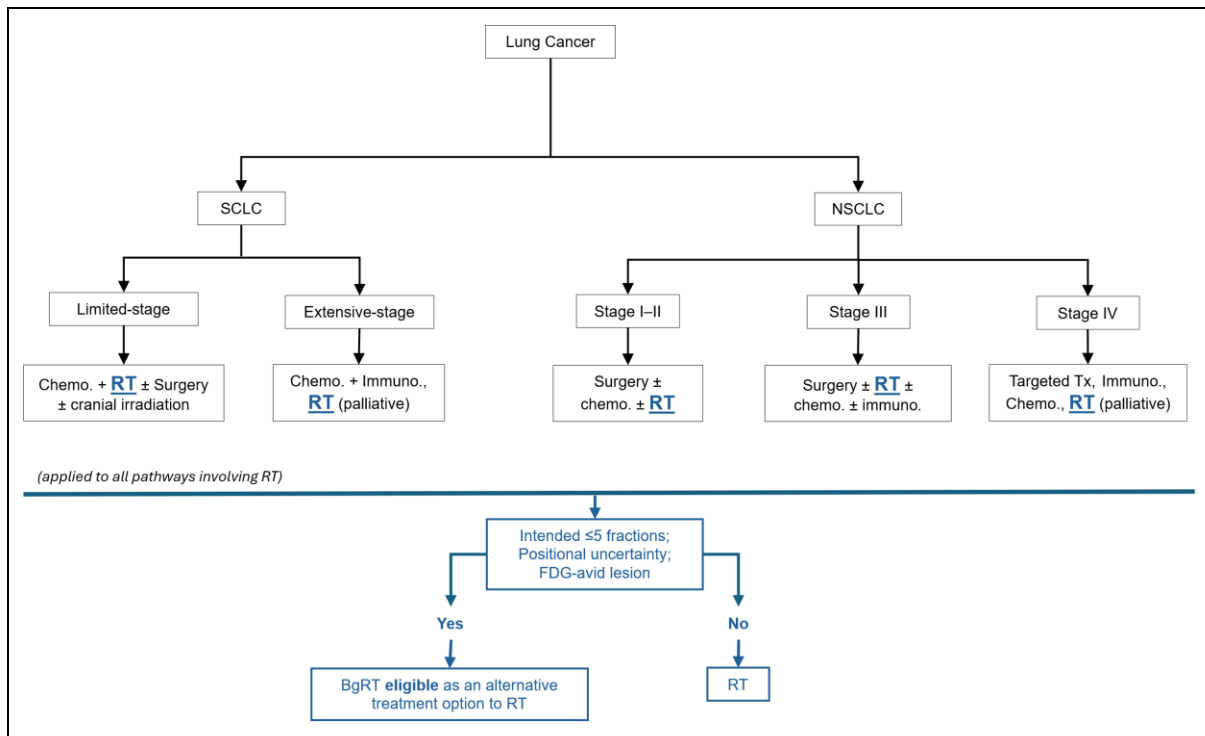 Lung Cancer
SCLC
NSCLC
Limited-stage
Extensive-stage
Stage I–II
Stage III
Stage IV
Chemo. + RT ± Surgery
± cranial irradiation
Chemo. + Immuno.,
RT (palliative)
Surgery ±
chemo. ± RT
Surgery ± RT ±
chemo. ± immuno.
Targeted Tx, Immuno.,
Chemo., RT (palliative)
(applied to all pathways involving RT)
Intended ≤5 fractions;
Positional uncertainty;
FDG-avid lesion
Yes
No
BgRT eligible as an alternative
treatment option to RT
RT